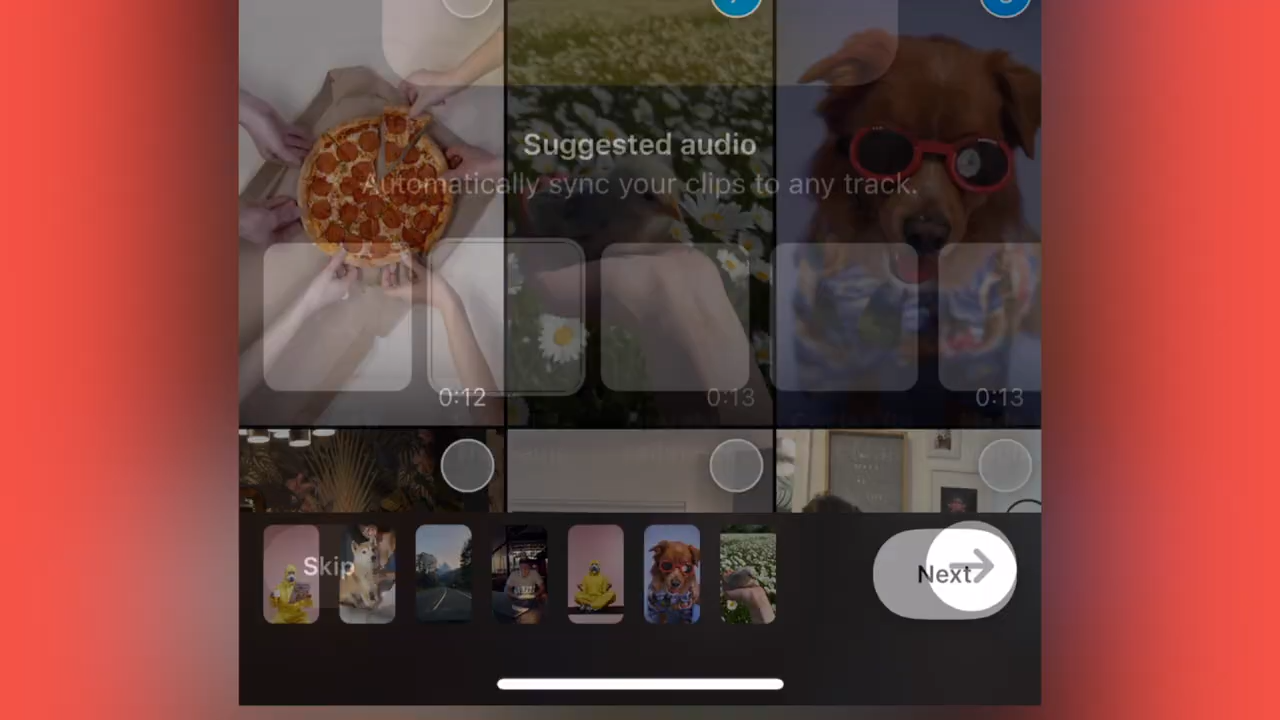 Suggested audio
Automatically sync your clips to any track.
0:12
0:13
0:13
Skip
Next